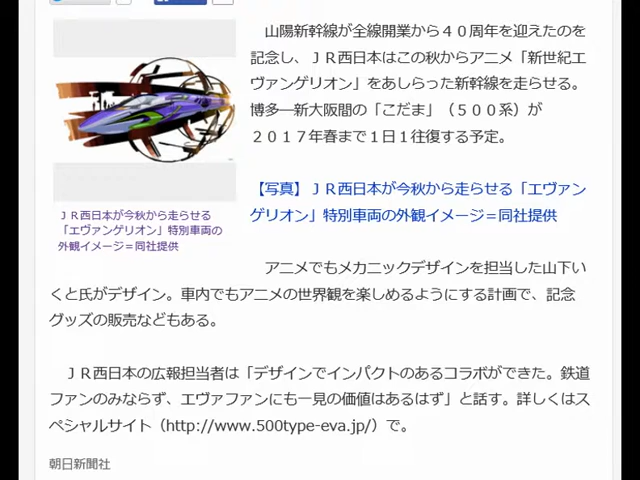 山陽新幹線が全線開業から４０周年を迎えたのを
記念し、ＪＲ西日本はこの秋からアニメ「新世紀エ
ヴァンゲリオン」をあしらった新幹線を走らせる。
博多―新大阪間の「こだま」（５００系）が
２０１７年春まで１日１往復する予定。
【写真】ＪＲ西日本が今秋から走らせる「エヴァン
ゲリオン」特別車両の外観イメージ＝同社提供
ＪＲ西日本が今秋から走らせる
「エヴァンゲリオン」特別車両の
外観イメージ＝同社提供
アニメでもメカニックデザインを担当した山下い
くと氏がデザイン。車内でもアニメの世界観を楽しめるようにする計画で、記念
グッズの販売などもある。
ＪＲ西日本の広報担当者は「デザインでインパクトのあるコラボができた。鉄道
ファンのみならず、エヴァファンにも一見の価値はあるはず」と話す。詳しくはス
ペシャルサイト（http://www.500type-eva.jp/）で。
朝日新聞社